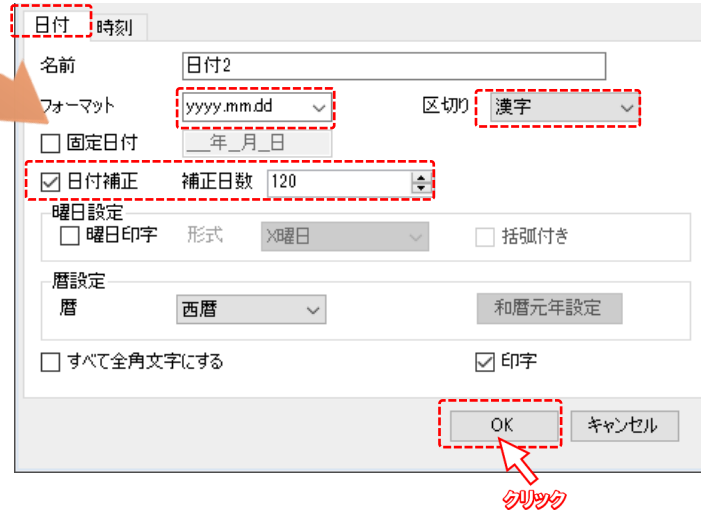 日付 時刻
名前 日付2
フォーマット yyyy.mm.dd 区切り 漢字
固定日付 __年_月_日
日付補正 補正日数 120
曜日設定
曜日印字 形式 X曜日 括弧付き
暦設定
暦 西暦 和暦元年設定
すべて全角文字にする 印字
OK キャンセル
クリック